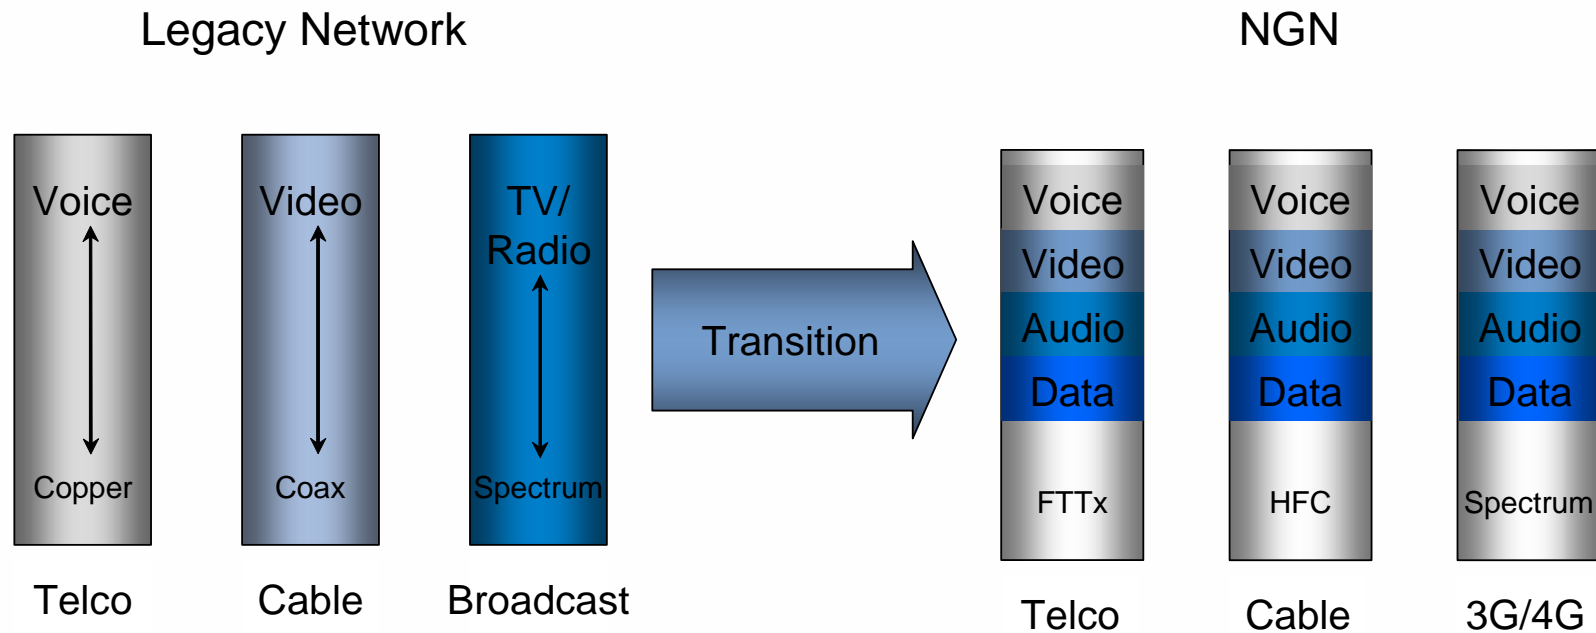 Legacy Network
NGN
Voice
Copper
Telco
Video
Coax
Cable
TV/
Radio
Spectrum
Broadcast
Transition
Voice
Video
Audio
Data
FTTx
Telco
Voice
Video
Audio
Data
HFC
Cable
Voice
Video
Audio
Data
Spectrum
3G/4G